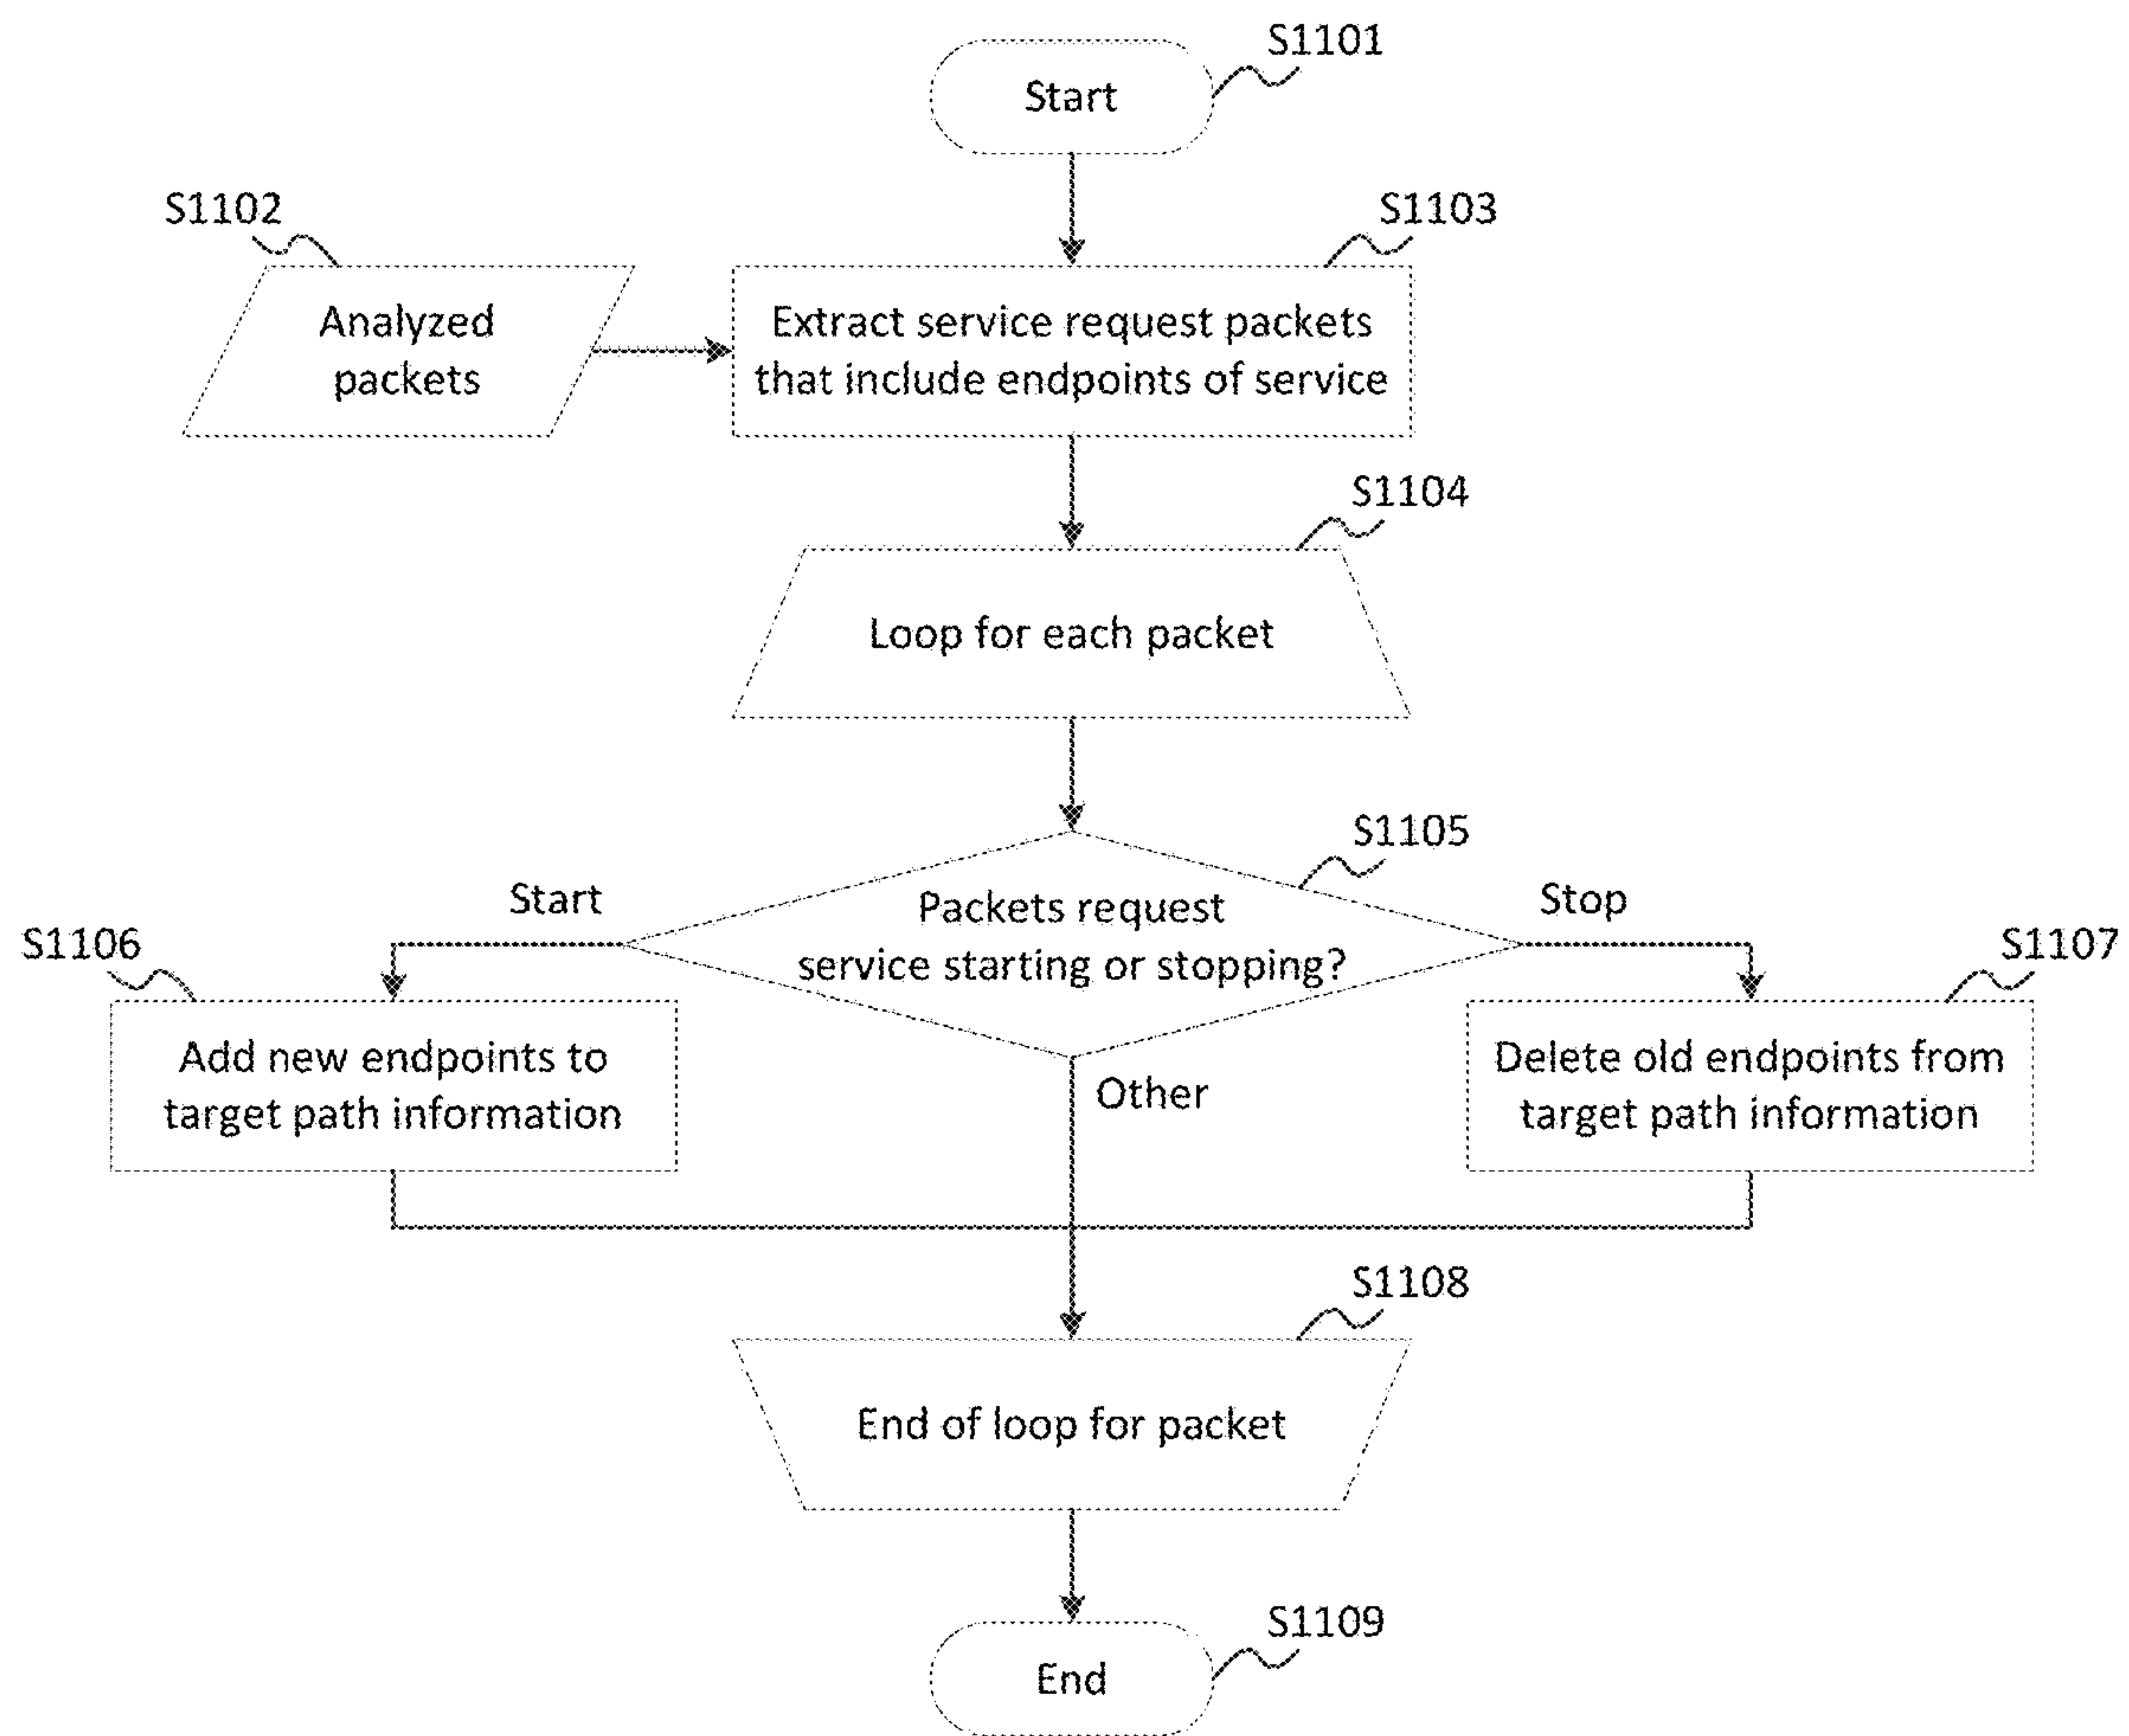 S1101
Start
S1102
S1103
Analyzed
packets
Extract service request packets
that include endpoints of service
S1104
Loop for each packet
S1105
Start
Packets request
service starting or stopping?
Stop
S1106
S1107
Add new endpoints to
target path information
Other
Delete old endpoints from
target path information
S1108
End of loop for packet
S1109
End